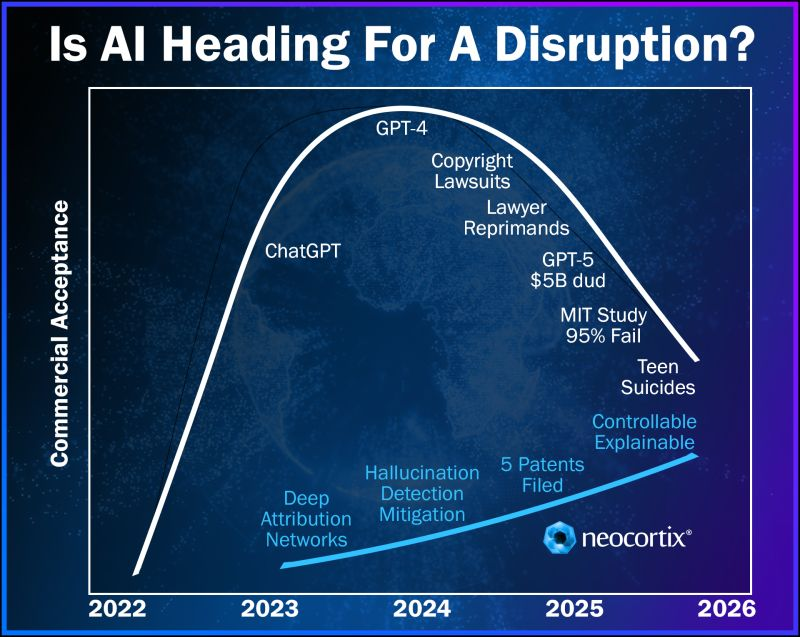 Is AI Heading For A Disruption?
Commercial Acceptance
GPT-4
Copyright
Lawsuits
Lawyer
Reprimands
ChatGPT
GPT-5
$5B dud
MIT Study
95% Fail
Teen
Suicides
Controllable
Explainable
5 Patents
Filed
Hallucination
Detection
Mitigation
Deep
Attribution
Networks
neocortix®
2022
2023
2024
2025
2026